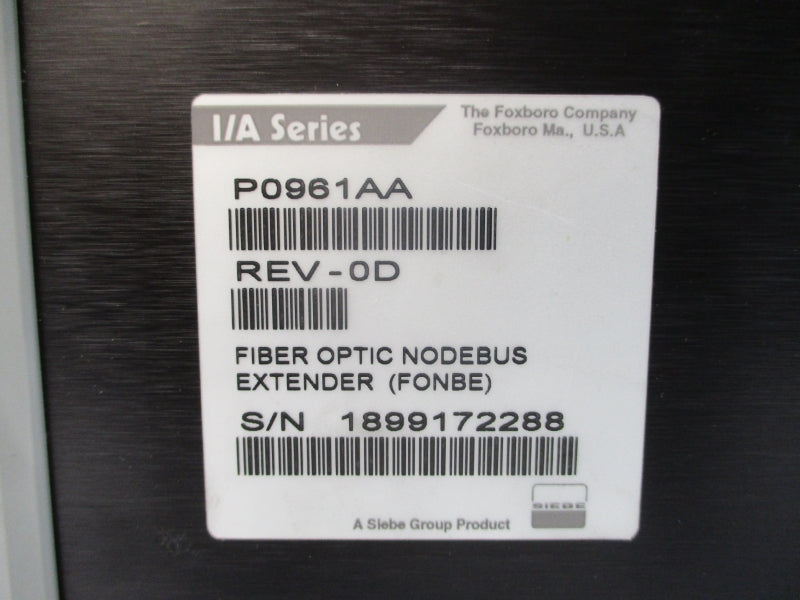 I/A Series
The Foxboro Company
Foxboro Ma., U.S.A
P0961AA
REV-0D
FIBER OPTIC NODEBUS
EXTENDER (FONBE)
S/N 1899172288
SIEBE
A Siebe Group Product